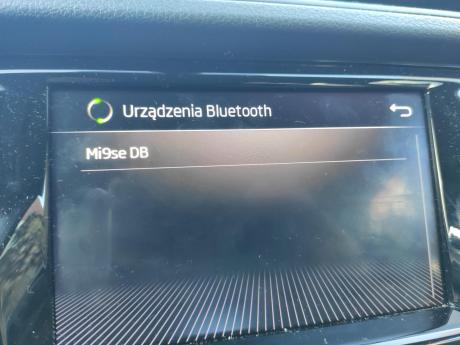 Urządzenia Bluetooth
Mi9se DB